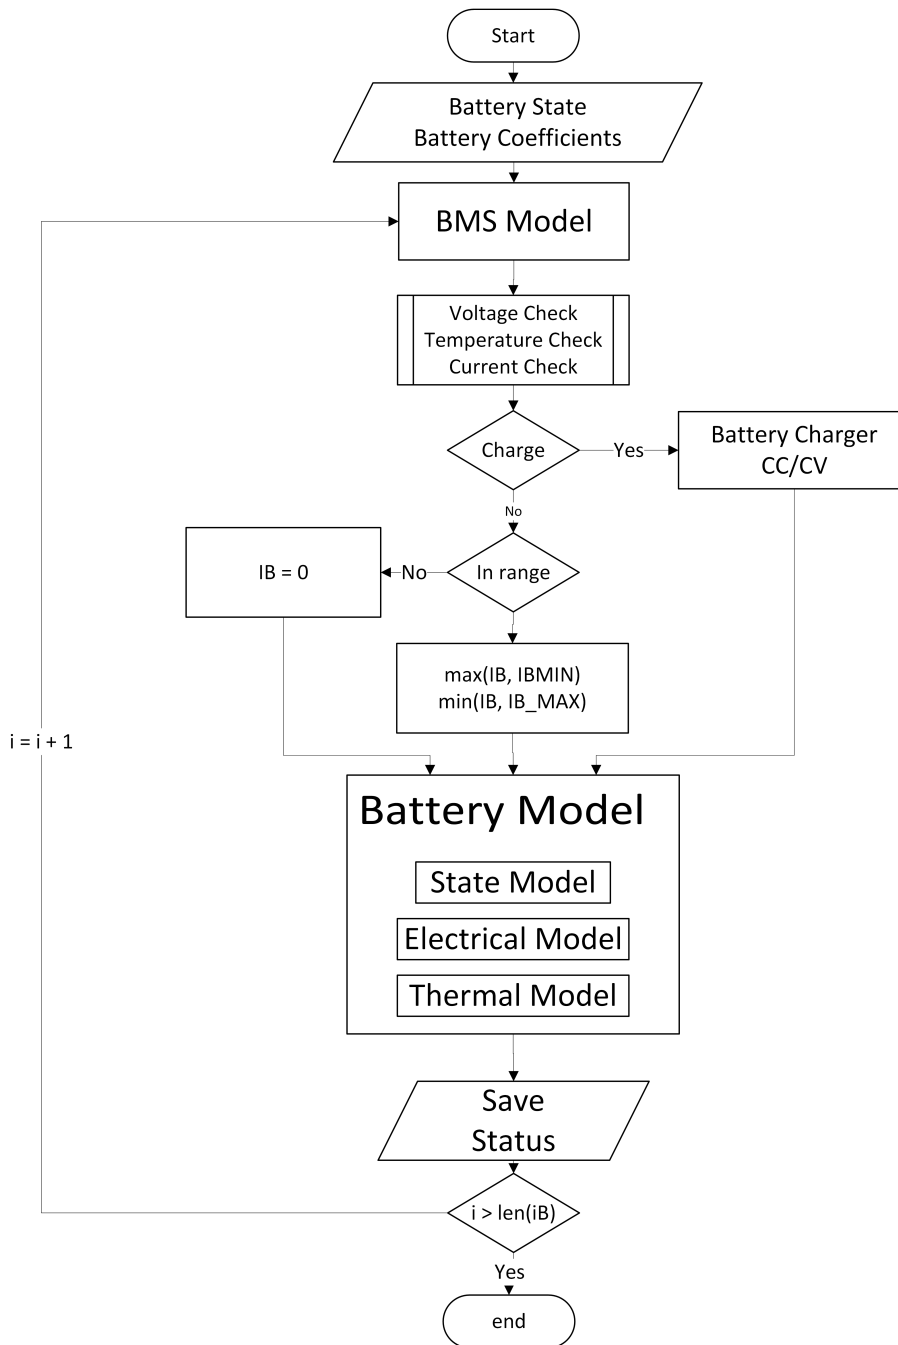 Start
Battery State
Battery Coefficients
BMS Model
Voltage Check
Temperature Check
Current Check
Charge
Yes
Battery Charger
CC/CV
No
In range
No
IB = 0
max(IB, IBMIN)
min(IB, IB_MAX)
i = i + 1
Battery Model
State Model
Electrical Model
Thermal Model
Save
Status
i > len(iB)
Yes
end